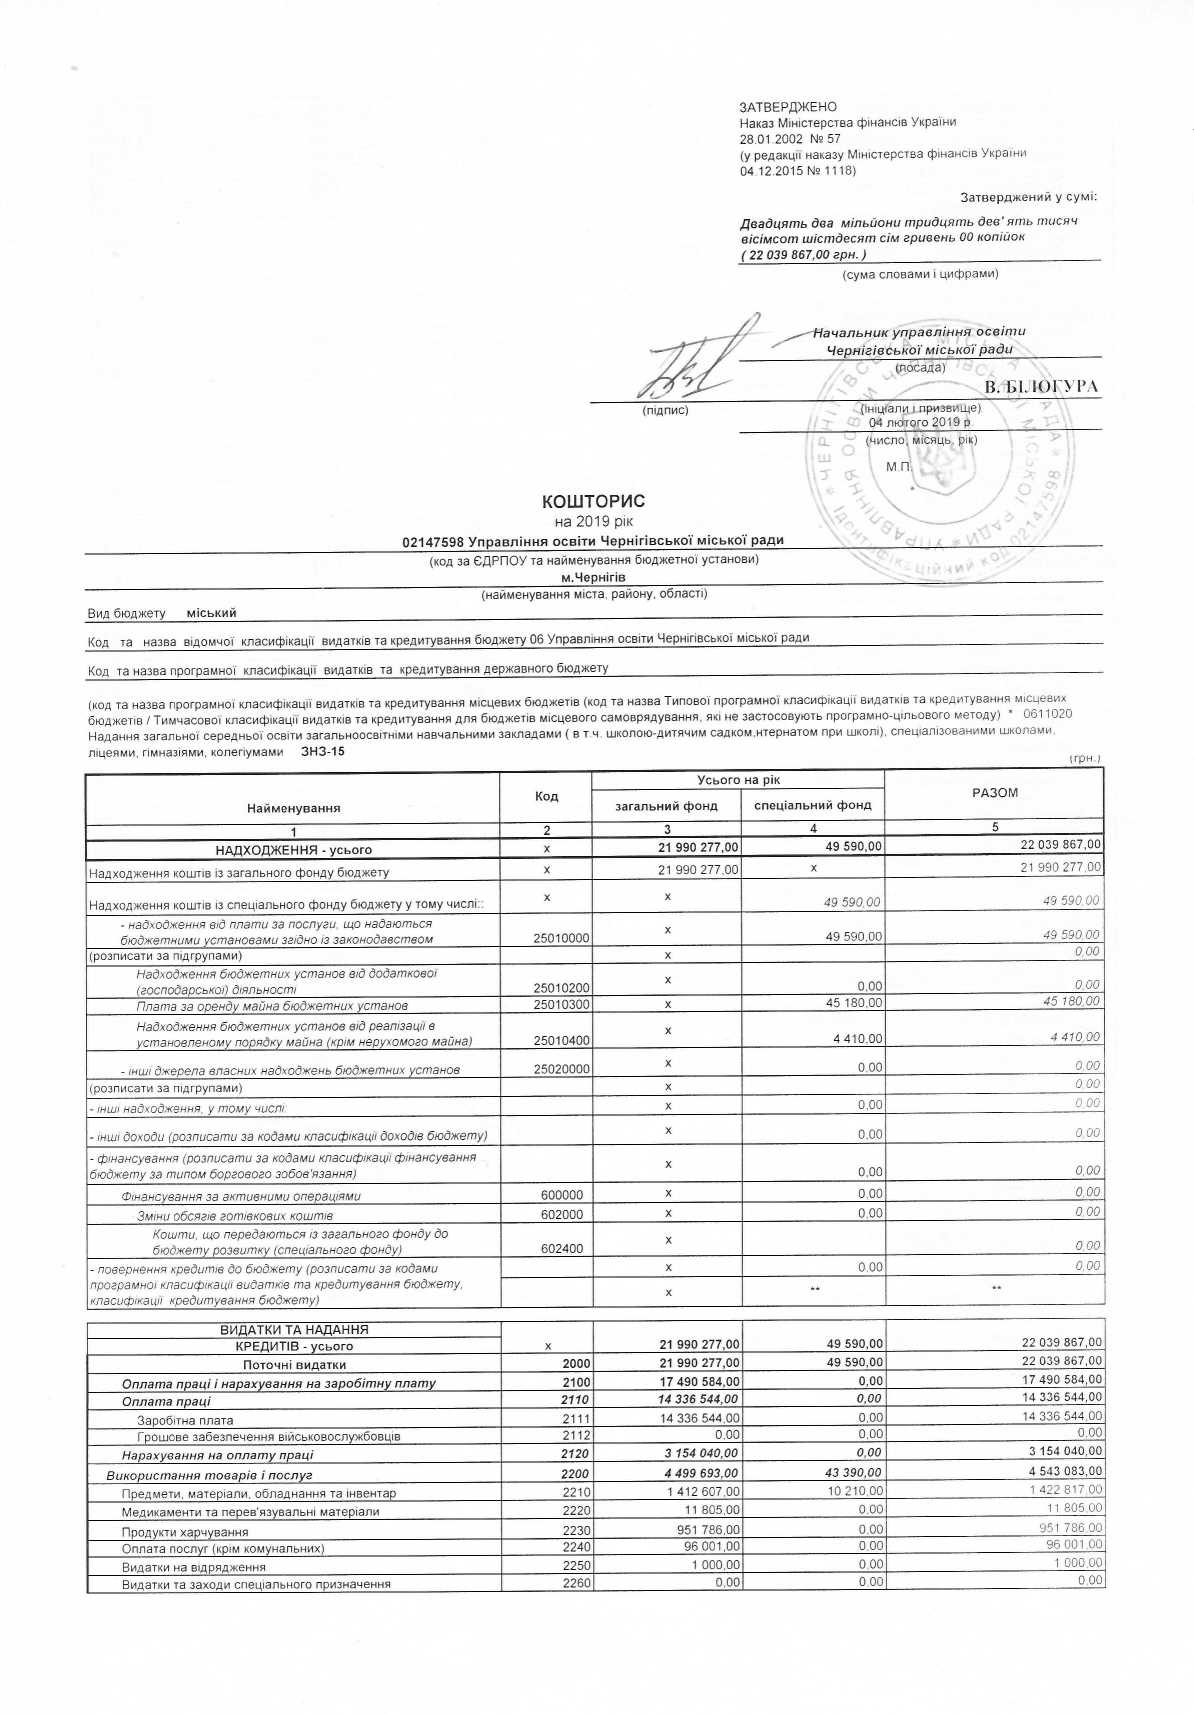 ЗАТВЕРДЖЕНО
Наказ Міністерства фінансів України
28.01.2002 № 57
(у редакції наказу Міністерства фінансів України
04.12.2015 № 1118)
Затверджений у сумі:
Двадцять два мільйони тридцять дев' ять тисяч
вісімсот шістдесят сім гривень 00 копійок
( 22 039 867,00 грн. )
(сума словами і цифрами)
Начальник управління освіти
Чернігівської міської ради
(посада)
В. БІЛОГУРА
(підпис) (ініціали і призвище)
04 лютого 2019 р
(число, місяць, рік)
М.П.
КОШТОРИС
на 2019 рік
02147598 Управління освіти Чернігівської міської ради
(код за ЄДРПОУ та найменування бюджетної установи)
м.Чернігів
(найменування міста, району, області)
Вид бюджету міський
Код та назва відомчої класифікації видатків та кредитування бюджету 06 Управління освіти Чернігівської міської ради
Код та назва програмної класифікації видатків та кредитування державного бюджету
(код та назва програмної класифікації видатків та кредитування місцевих бюджетів (код та назва Типової програмної класифікації видатків та кредитування місцевих
бюджетів / Тимчасової класифікації видатків та кредитування для бюджетів місцевого самоврядування, які не застосовують програмно-цільового методу) * 0611020
Надання загальної середньої освіти загальноосвітніми навчальними закладами ( в т.ч. школою-дитячим садком,інтернатом при школі), спеціалізованими школами,
ліцеями, гімназіями, колегіумами ЗНЗ-15
(грн.)
Найменування Код Усього на рік РАЗОМ
загальний фонд спеціальний фонд
1 2 3 4 5
НАДХОДЖЕННЯ - усього х 21 990 277,00 49 590,00 22 039 867,00
Надходження коштів із загального фонду бюджету х 21 990 277,00 х 21 990 277,00
Надходження коштів із спеціального фонду бюджету у тому числі:: х х 49 590,00 49 590,00
- надходження від плати за послуги, що надаються
бюджетними установами згідно із законодавством 25010000 х 49 590,00 49 590,00
(розписати за підгрупами) х 0,00
Надходження бюджетних установ від додаткової
(господарської) діяльності 25010200 х 0,00 0,00
Плата за оренду майна бюджетних установ 25010300 х 45 180,00 45 180,00
Надходження бюджетних установ від реалізації в
установленому порядку майна (крім нерухомого майна) 25010400 х 4 410,00 4 410,00
- інші джерела власних надходжень бюджетних установ 25020000 х 0,00 0,00
(розписати за підгрупами) х 0,00
- інші надходження, у тому числі: х 0,00 0,00
- інші доходи (розписати за кодами класифікації доходів бюджету) х 0,00 0,00
- фінансування (розписати за кодами класифікації фінансування
бюджету за типом боргового зобов'язання) х 0,00 0,00
Фінансування за активними операціями 600000 х 0,00 0,00
Зміни обсягів готівкових коштів 602000 х 0,00 0,00
Кошти, що передаються із загального фонду до
бюджету розвитку (спеціального фонду) 602400 х 0,00
- повернення кредитів до бюджету (розписати за кодами х 0,00 0,00
програмної класифікації видатків та кредитування бюджету,
класифікації кредитування бюджету) х ** **
ВИДАТКИ ТА НАДАННЯ
КРЕДИТІВ - усього х 21 990 277,00 49 590,00 22 039 867,00
Поточні видатки 2000 21 990 277,00 49 590,00 22 039 867,00
Оплата праці і нарахування на заробітну плату 2100 17 490 584,00 0,00 17 490 584,00
Оплата праці 2110 14 336 544,00 0,00 14 336 544,00
Заробітна плата 2111 14 336 544,00 0,00 14 336 544,00
Грошове забезпечення військовослужбовців 2112 0,00 0,00 0,00
Нарахування на оплату праці 2120 3 154 040,00 0,00 3 154 040,00
Використання товарів і послуг 2200 4 499 693,00 43 390,00 4 543 083,00
Предмети, матеріали, обладнання та інвентар 2210 1 412 607,00 10 210,00 1 422 817,00
Медикаменти та перев'язувальні матеріали 2220 11 805,00 0,00 11 805,00
Продукти харчування 2230 951 786,00 0,00 951 786,00
Оплата послуг (крім комунальних) 2240 96 001,00 0,00 96 001,00
Видатки на відрядження 2250 1 000,00 0,00 1 000,00
Видатки та заходи спеціального призначення 2260 0,00 0,00 0,00
ЧЕРНІГІВСЬКА МІСЬКА РАДА * Ідентифікаційний код 02147598 *
УПРАВЛІННЯ ОСВІТИ ЧЕРНІГІВСЬКОЇ МІСЬКОЇ РАДИ *